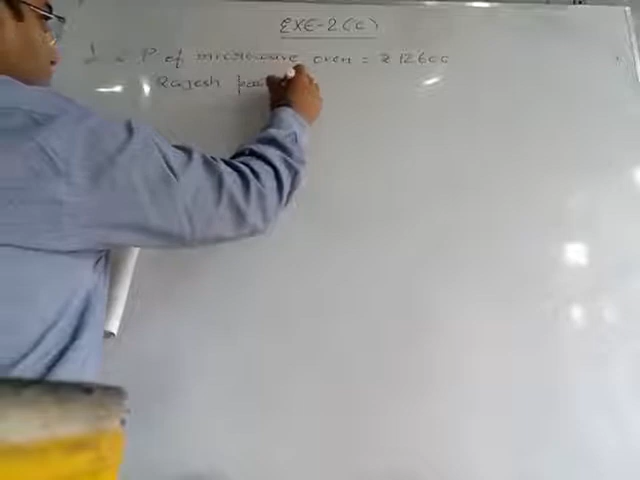 EXE-2(C)
1 = P of microwave oven = ₹ 12600
Rajesh